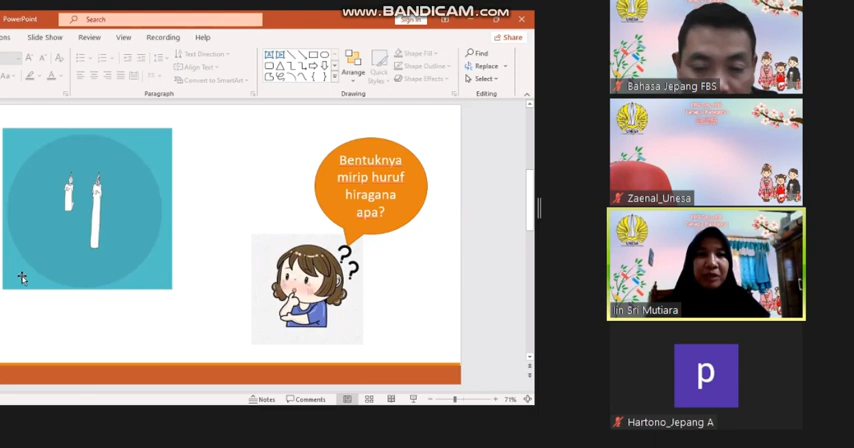 www.BANDICAM.com
PowerPoint
Search
Sign in
ons Slide Show Review View Recording Help
Share
Aa
Text Direction
Align Text
Convert to SmartArt
Paragraph
Arrange
Quick
Styles
Shape Fill
Shape Outline
Shape Effects
Drawing
Find
Replace
Select
Editing
Bentuknya
mirip huruf
hiragana
apa?
??
Notes Comments 71%
Bahasa Jepang FBS
Zaenal_Unesa
Iin Sri Mutiara
p
Hartono_Jepang A